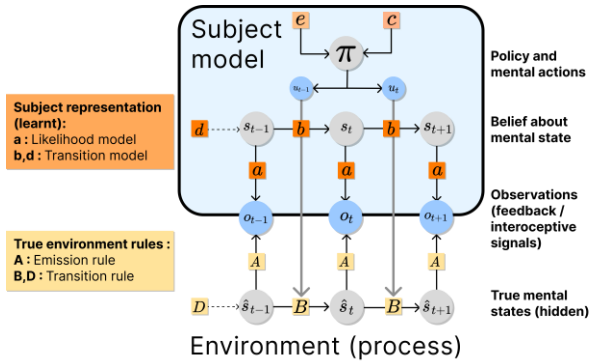 Subject
model
e
c
π
u_{t-1}
u_t
Policy and
mental actions
Subject representation
(learnt):
a : Likelihood model
b,d : Transition model
d
s_{t-1}
b
s_t
b
s_{t+1}
Belief about
mental state
a
a
a
o_{t-1}
o_t
o_{t+1}
Observations
(feedback /
interoceptive
signals)
True environment rules :
A : Emission rule
B,D : Transition rule
A
A
A
D
ŝ_{t-1}
B
ŝ_t
B
ŝ_{t+1}
True mental
states (hidden)
Environment (process)